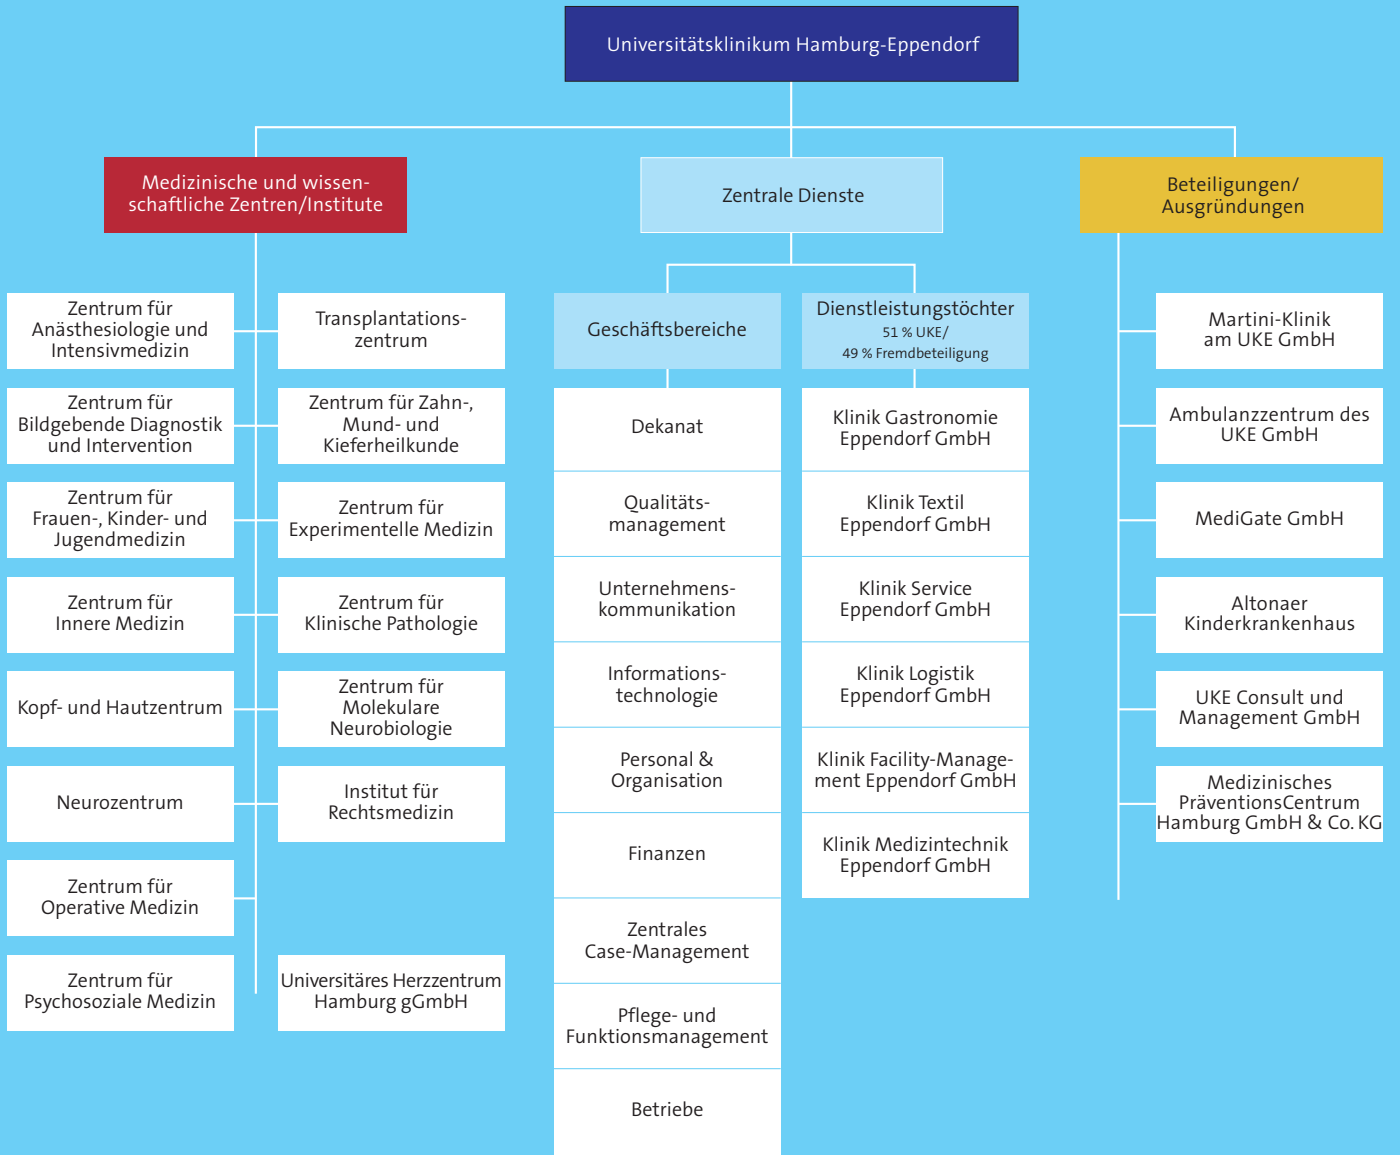 Universitätsklinikum Hamburg-Eppendorf
Medizinische und wissen-
schaftliche Zentren/Institute
Zentrum für
Anästhesiologie und
Intensivmedizin
Transplantations-
zentrum
Zentrum für
Bildgebende Diagnostik
und Intervention
Zentrum für Zahn-,
Mund- und
Kieferheilkunde
Zentrum für
Frauen-, Kinder- und
Jugendmedizin
Zentrum für
Experimentelle Medizin
Zentrum für
Innere Medizin
Zentrum für
Klinische Pathologie
Kopf- und Hautzentrum
Zentrum für
Molekulare
Neurobiologie
Neurozentrum
Institut für
Rechtsmedizin
Zentrum für
Operative Medizin
Zentrum für
Psychosoziale Medizin
Universitäres Herzzentrum
Hamburg gGmbH
Zentrale Dienste
Geschäftsbereiche
Dekanat
Qualitäts-
management
Unternehmens-
kommunikation
Informations-
technologie
Personal &
Organisation
Finanzen
Zentrales
Case-Management
Pflege- und
Funktionsmanagement
Betriebe
Dienstleistungstöchter
51 % UKE/
49 % Fremdbeteiligung
Klinik Gastronomie
Eppendorf GmbH
Klinik Textil
Eppendorf GmbH
Klinik Service
Eppendorf GmbH
Klinik Logistik
Eppendorf GmbH
Klinik Facility-Manage-
ment Eppendorf GmbH
Klinik Medizintechnik
Eppendorf GmbH
Beteiligungen/
Ausgründungen
Martini-Klinik
am UKE GmbH
Ambulanzzentrum des
UKE GmbH
MediGate GmbH
Altonaer
Kinderkrankenhaus
UKE Consult und
Management GmbH
Medizinisches
PräventionsCentrum
Hamburg GmbH & Co. KG